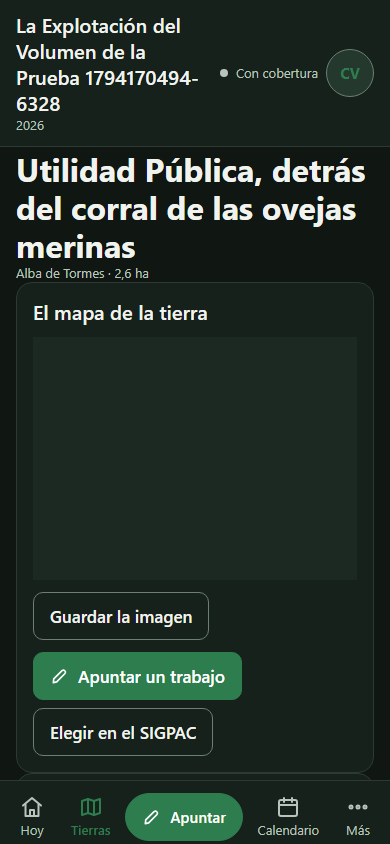 La Explotación del
Volumen de la
Prueba 1794170494-
6328
2026
Con cobertura
CV
Utilidad Pública, detrás
del corral de las ovejas
merinas
Alba de Tormes · 2,6 ha
El mapa de la tierra
Guardar la imagen
Apuntar un trabajo
Elegir en el SIGPAC
Hoy
Tierras
Apuntar
Calendario
Más